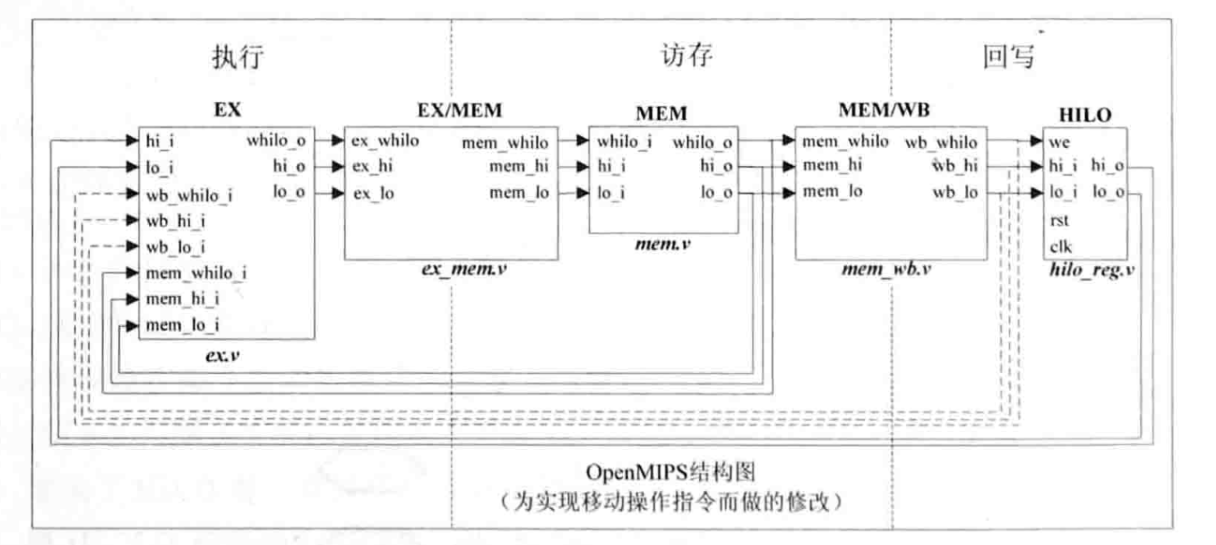 执行 访存 回写
EX EX/MEM MEM MEM/WB HILO
hi_i whilo_o ex_whilo mem_whilo whilo_i whilo_o mem_whilo wb_whilo we
lo_i hi_o ex_hi mem_hi hi_i hi_o mem_hi wb_hi hi_i hi_o
wb_whilo_i lo_o ex_lo mem_lo lo_i lo_o mem_lo wb_lo lo_i lo_o
wb_hi_i rst
wb_lo_i mem.v clk
mem_whilo_i ex_mem.v mem_wb.v hilo_reg.v
mem_hi_i
mem_lo_i
ex.v
OpenMIPS结构图
（为实现移动操作指令而做的修改）